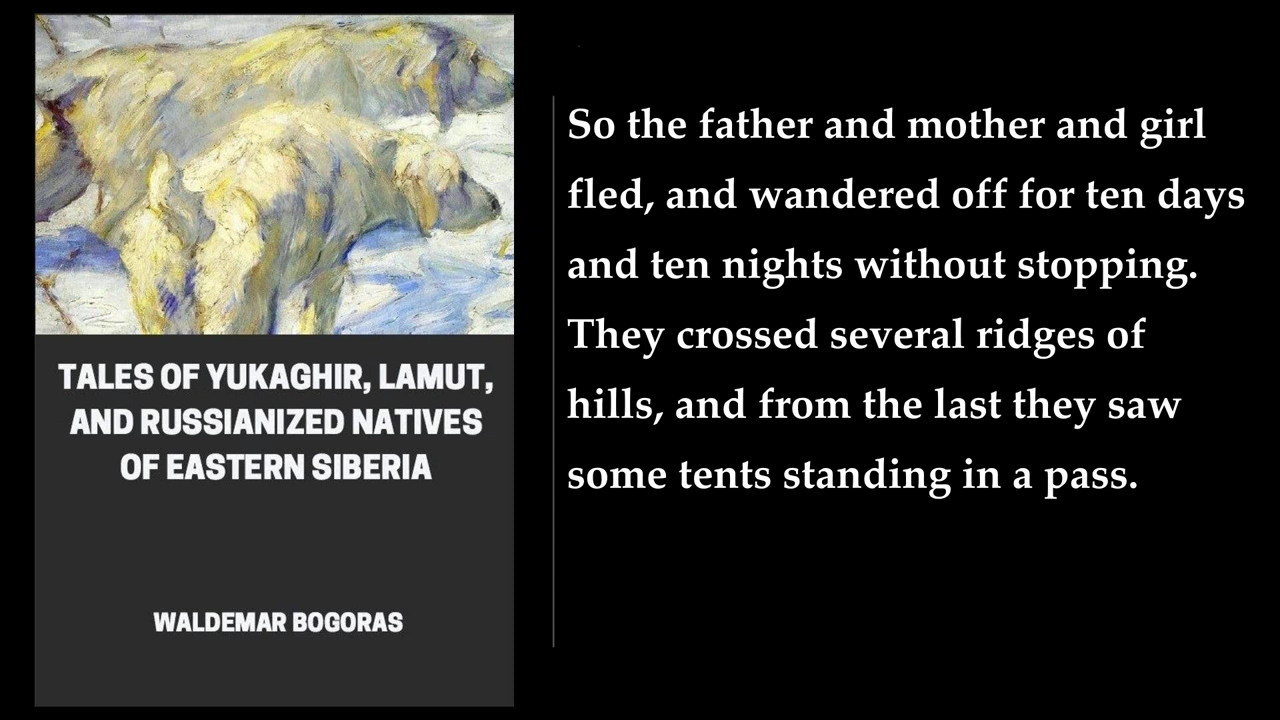 TALES OF YUKAGHIR, LAMUT,
AND RUSSIANIZED NATIVES
OF EASTERN SIBERIA
WALDEMAR BOGORAS
So the father and mother and girl
fled, and wandered off for ten days
and ten nights without stopping.
They crossed several ridges of
hills, and from the last they saw
some tents standing in a pass.